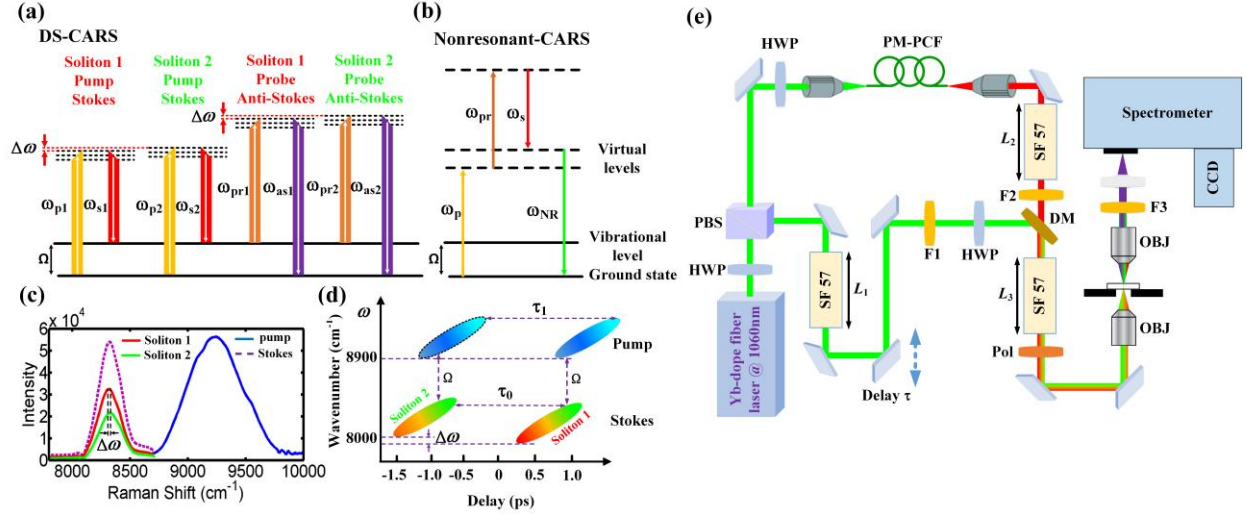 (a)
DS-CARS
Soliton 1
Pump
Stokes
Soliton 2
Pump
Stokes
Soliton 1
Probe
Anti-Stokes
Soliton 2
Probe
Anti-Stokes
Δω
Δω
ωp1
ωs1
ωp2
ωs2
ωpr1
ωas1
ωpr2
ωas2
Ω
(b)
Nonresonant-CARS
ωpr
ωs
Virtual
levels
ωp
ωNR
Vibrational
level
Ground state
(c)
6 x 10^4
5
4
3
2
1
0
Intensity
Soliton 1
Soliton 2
pump
Stokes
Δω
8000 8500 9000 9500 10000
Raman Shift (cm-1)
(d)
ω
Wavenumber (cm-1)
8900
8000
τ1
Pump
Ω
Ω
τ0
Soliton 2
Soliton 1
Stokes
Δω
-1.5 -1.0 -0.5 0.5 1.0
Delay (ps)
(e)
HWP
PM-PCF
L2
SF 57
F2
DM
PBS
HWP
Yb-dope fiber
laser @ 1060nm
SF 57
L1
F1
HWP
Delay τ
L3
SF 57
Pol
Spectrometer
CCD
F3
OBJ
OBJ